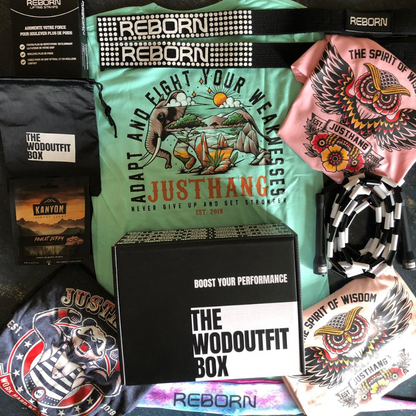 REBORN
LIFTING STRAPS
AUGMENTE VOTRE FORCE
POUR SOULEVER PLUS DE POIDS
REBORN
REBORN
REBORN
THE SPIRIT OF
JUSTHANG
ADAPT AND FIGHT YOUR WEAKNESSES
JUSTHANG
NEVER GIVE UP AND GET STRONGER
EST. 2018
THE
WODOUTFIT
BOX
KANYON
BOOST YOUR PERFORMANCE
THE
WODOUTFIT
BOX
THE SPIRIT OF WISDOM
JUSTHANG
REBORN